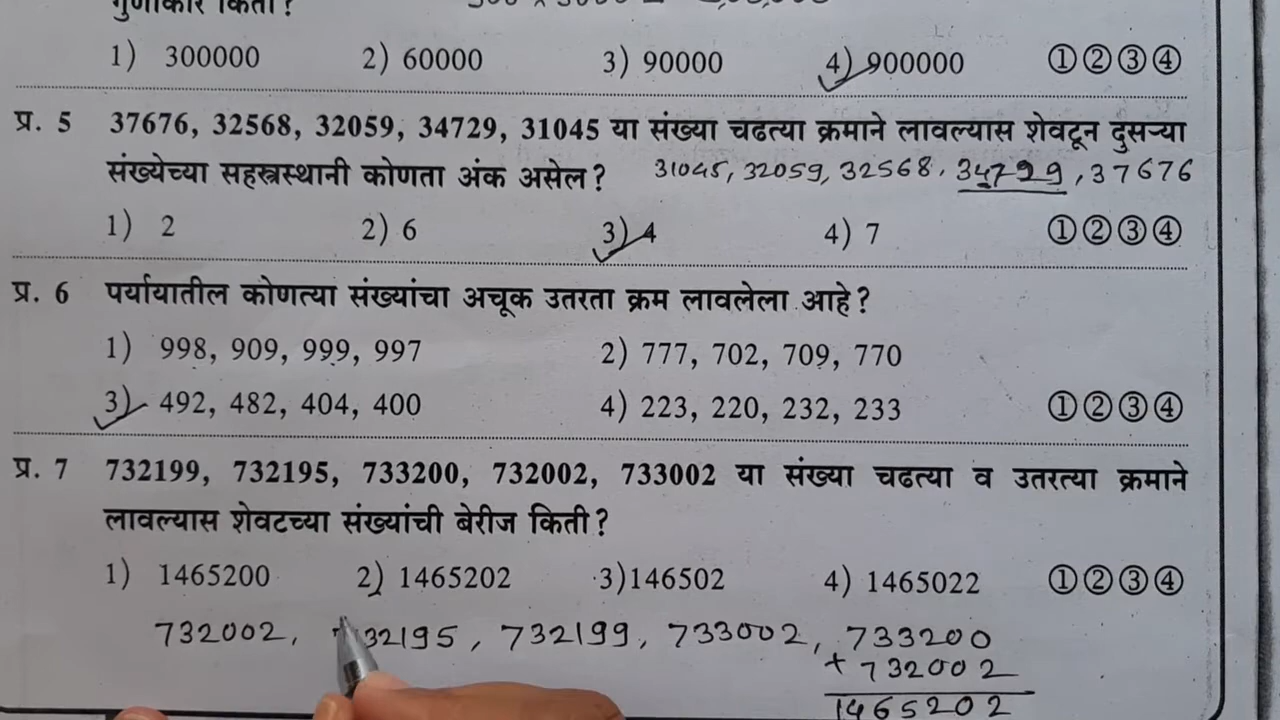 गुणाकार किती?
1) 300000 2) 60000 3) 90000 4) 900000 ①②③④
प्र. 5 37676, 32568, 32059, 34729, 31045 या संख्या चढत्या क्रमाने लावल्यास शेवटून दुसऱ्या
संख्येच्या सहस्त्रस्थानी कोणता अंक असेल? 31045, 32059, 32568, 34729, 37676
1) 2 2) 6 3) 4 4) 7 ①②③④
प्र. 6 पर्यायातील कोणत्या संख्यांचा अचूक उतरता क्रम लावलेला आहे?
1) 998, 909, 999, 997 2) 777, 702, 709, 770
3) 492, 482, 404, 400 4) 223, 220, 232, 233 ①②③④
प्र. 7 732199, 732195, 733200, 732002, 733002 या संख्या चढत्या व उतरत्या क्रमाने
लावल्यास शेवटच्या संख्यांची बेरीज किती?
1) 1465200 2) 1465202 3)146502 4) 1465022 ①②③④
732002, 732195, 732199, 733002, 733200
+ 732002
1465202